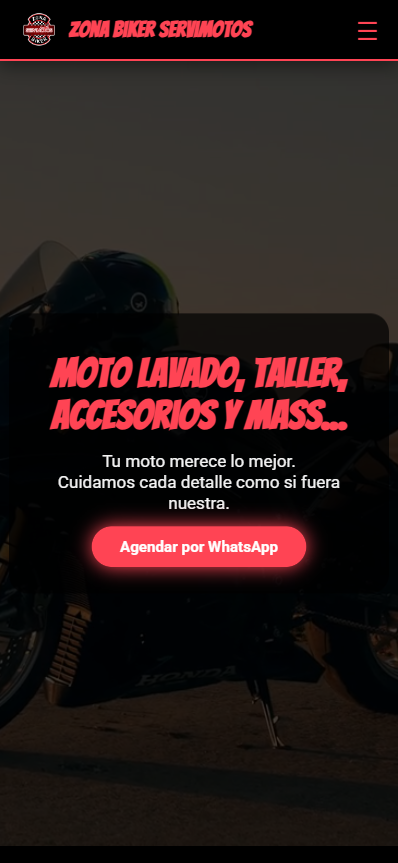 ZONA BIKER SERVIMOTOS
MOTO LAVADO, TALLER,
ACCESORIOS Y MASS...
Tu moto merece lo mejor.
Cuidamos cada detalle como si fuera
nuestra.
Agendar por WhatsApp
HONDA